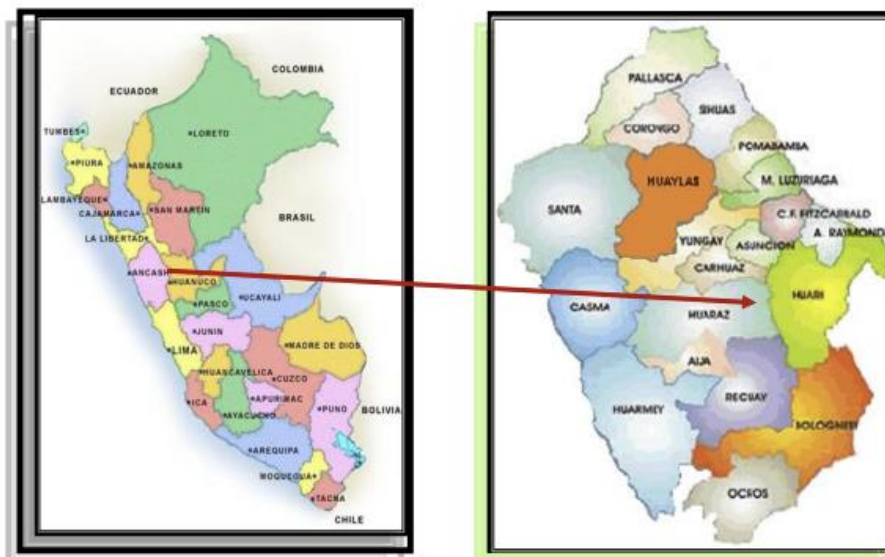 COLOMBIA
ECUADOR
TUMBES
LORETO
PIURA
AMAZONAS
LAMBAYEQUE
CAJAMARCA
SAN MARTIN
BRASIL
LA LIBERTAD
ANCASH
HUANUCO
UCAYALI
PASCO
JUNIN
LIMA
MADRE DE DIOS
HUANCAVELICA
CUZCO
ICA
APURIMAC
PUNO
BOLIVIA
AYACUCHO
AREQUIPA
MOQUEGUA
TACNA
CHILE
PALLASCA
SIHUAS
CORONGO
POMABAMBA
HUAYLAS
M. LUZURIAGA
SANTA
C.F. FITZCARRALD
A. RAYMOND
YUNGAY
ASUNCION
CARHUAZ
HUARI
CASMA
HUARAZ
AIJA
RECUAY
HUARMEY
BOLOGNESI
OCROS